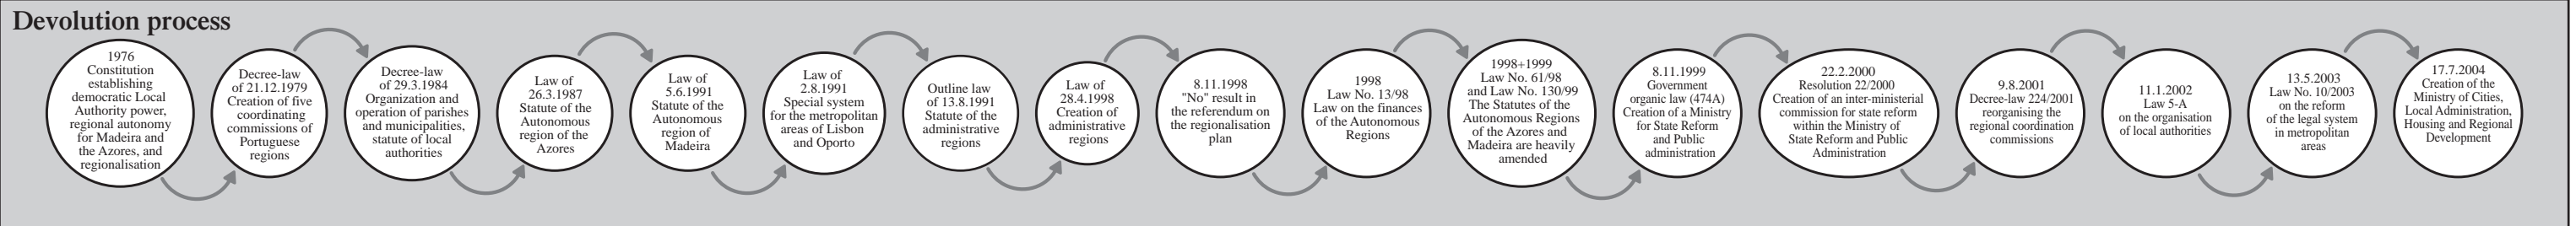 Devolution process
1976
Constitution
establishing
democratic Local
Authority power,
regional autonomy
for Madeira and
the Azores, and
regionalisation
Decree-law
of 21.12.1979
Creation of five
coordinating
commissions of
Portuguese
regions
Decree-law
of 29.3.1984
Organization and
operation of parishes
and municipalities,
statute of local
authorities
Law of
26.3.1987
Statute of the
Autonomous
region of the
Azores
Law of
5.6.1991
Statute of the
Autonomous
region of
Madeira
Law of
2.8.1991
Special system
for the metropolitan
areas of Lisbon
and Oporto
Outline law
of 13.8.1991
Statute of the
administrative
regions
Law of
28.4.1998
Creation of
administrative
regions
8.11.1998
"No" result in
the referendum on
the regionalisation
plan
1998
Law No. 13/98
Law on the finances
of the Autonomous
Regions
1998+1999
Law No. 61/98
and Law No. 130/99
The Statutes of the
Autonomous Regions
of the Azores and
Madeira are heavily
amended
8.11.1999
Government
organic law (474A)
Creation of a Ministry
for State Reform
and Public
administration
22.2.2000
Resolution 22/2000
Creation of an inter-ministerial
commission for state reform
within the Ministry of
State Reform and Public
Administration
9.8.2001
Decree-law 224/2001
reorganising the
regional coordination
commissions
11.1.2002
Law 5-A
on the organisation
of local authorities
13.5.2003
Law No. 10/2003
on the reform
of the legal system
in metropolitan
areas
17.7.2004
Creation of the
Ministry of Cities,
Local Administration,
Housing and Regional
Development